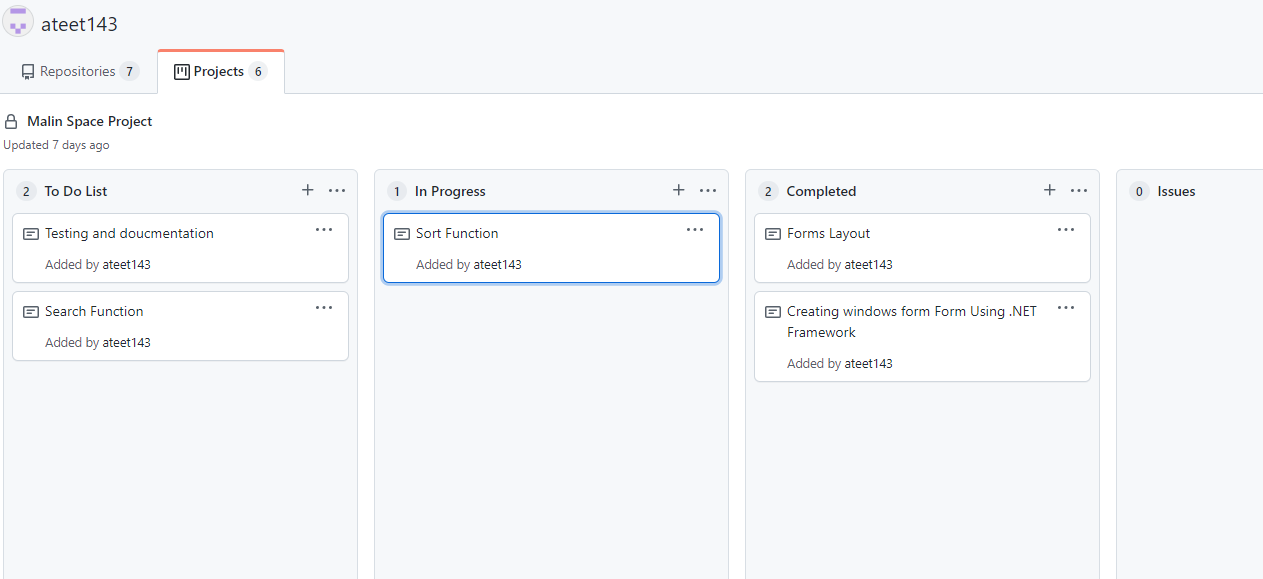 ateet143
Repositories 7
Projects 6
Malin Space Project
Updated 7 days ago
2 To Do List
Testing and doucmentation
Added by ateet143
Search Function
Added by ateet143
1 In Progress
Sort Function
Added by ateet143
2 Completed
Forms Layout
Added by ateet143
Creating windows form Form Using .NET
Framework
Added by ateet143
0 Issues